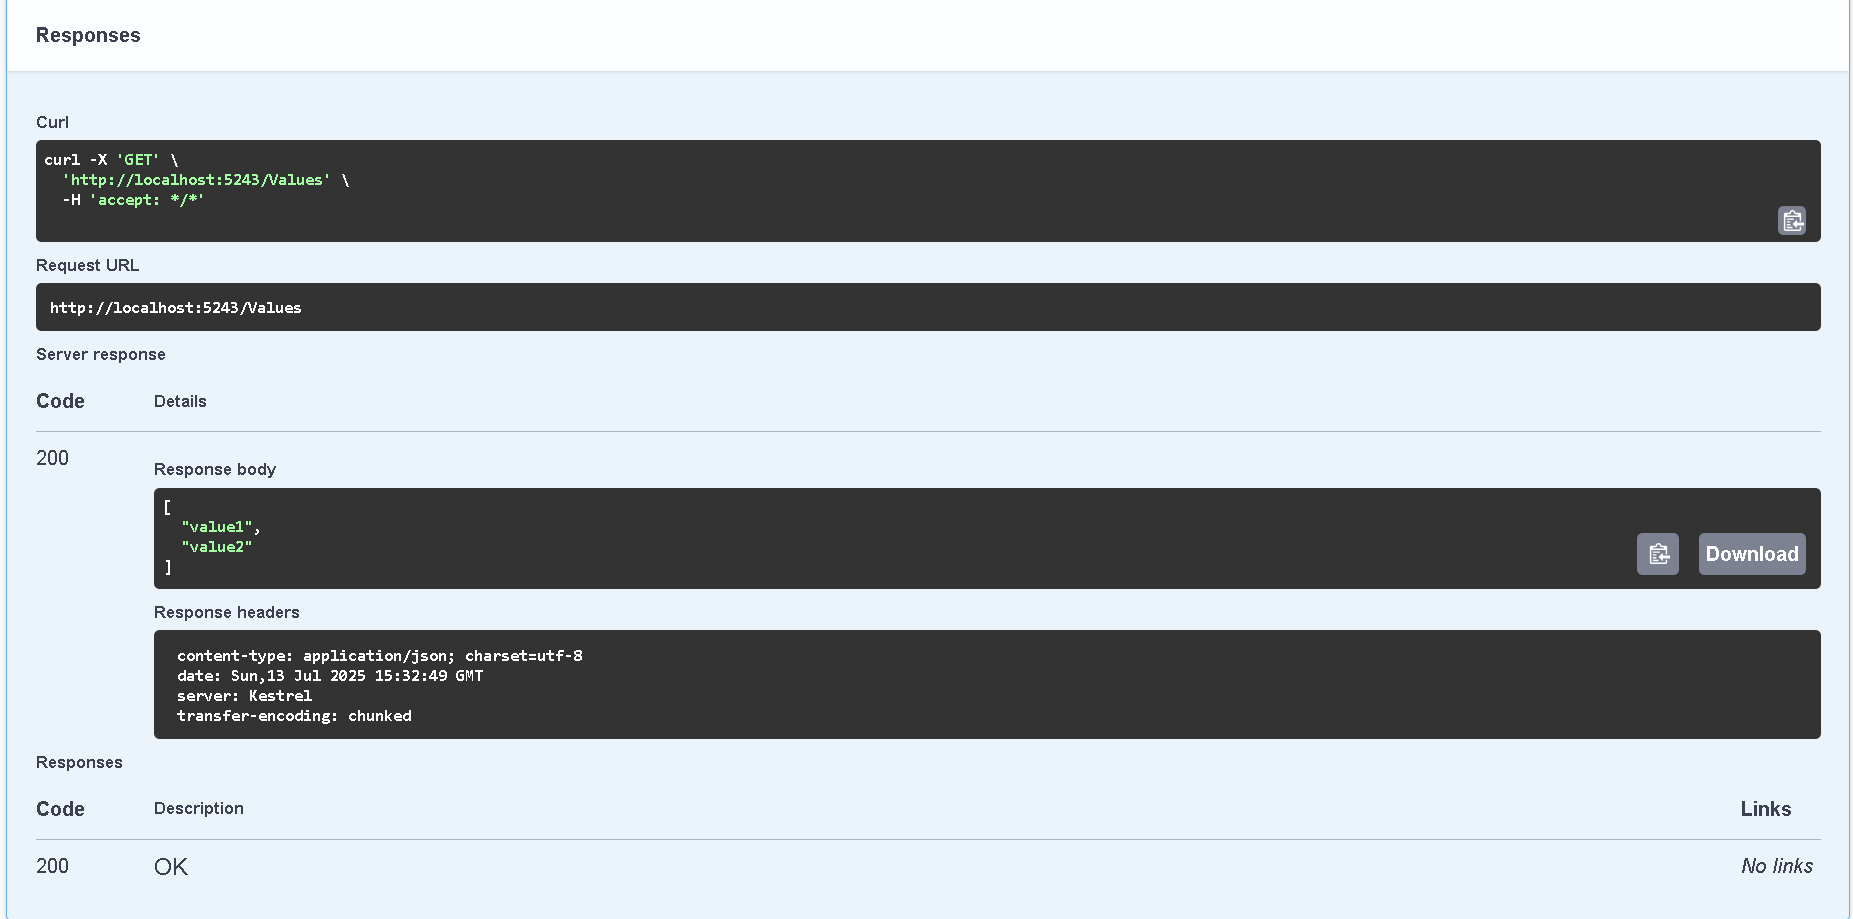 Responses
Curl
curl -X 'GET' \
  'http://localhost:5243/Values' \
  -H 'accept: */*'
Request URL
http://localhost:5243/Values
Server response
Code Details
200
Response body
[
  "value1",
  "value2"
]
Download
Response headers
content-type: application/json; charset=utf-8
date: Sun,13 Jul 2025 15:32:49 GMT
server: Kestrel
transfer-encoding: chunked
Responses
Code Description Links
200 OK No links